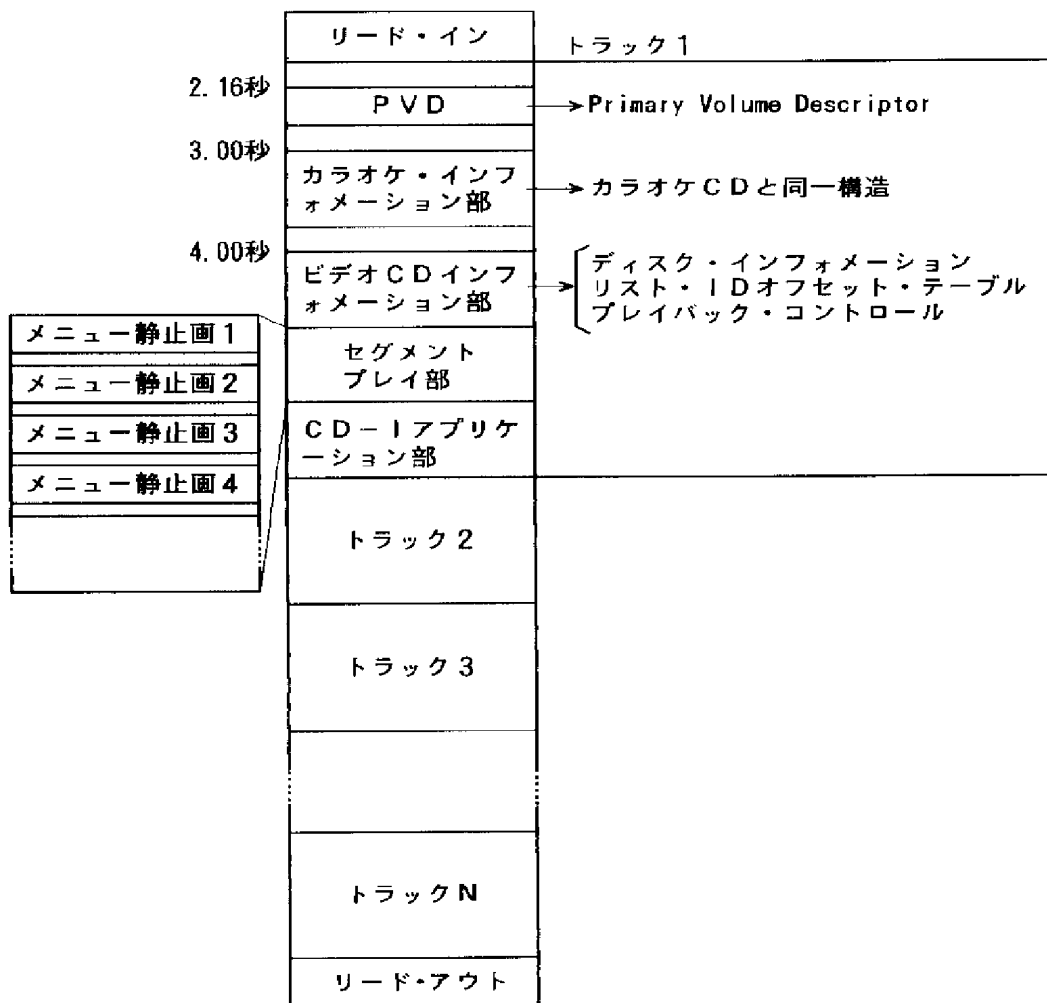 リード・イン
トラック1
2.16秒
PVD
Primary Volume Descriptor
3.00秒
カラオケ・インフ
ォメーション部
カラオケCDと同一構造
4.00秒
ビデオCDインフ
ォメーション部
ディスク・インフォメーション
リスト・IDオフセット・テーブル
プレイバック・コントロール
メニュー静止画1
メニュー静止画2
メニュー静止画3
メニュー静止画4
セグメント
プレイ部
CD-Iアプリケ
ーション部
トラック2
トラック3
トラックN
リード・アウト